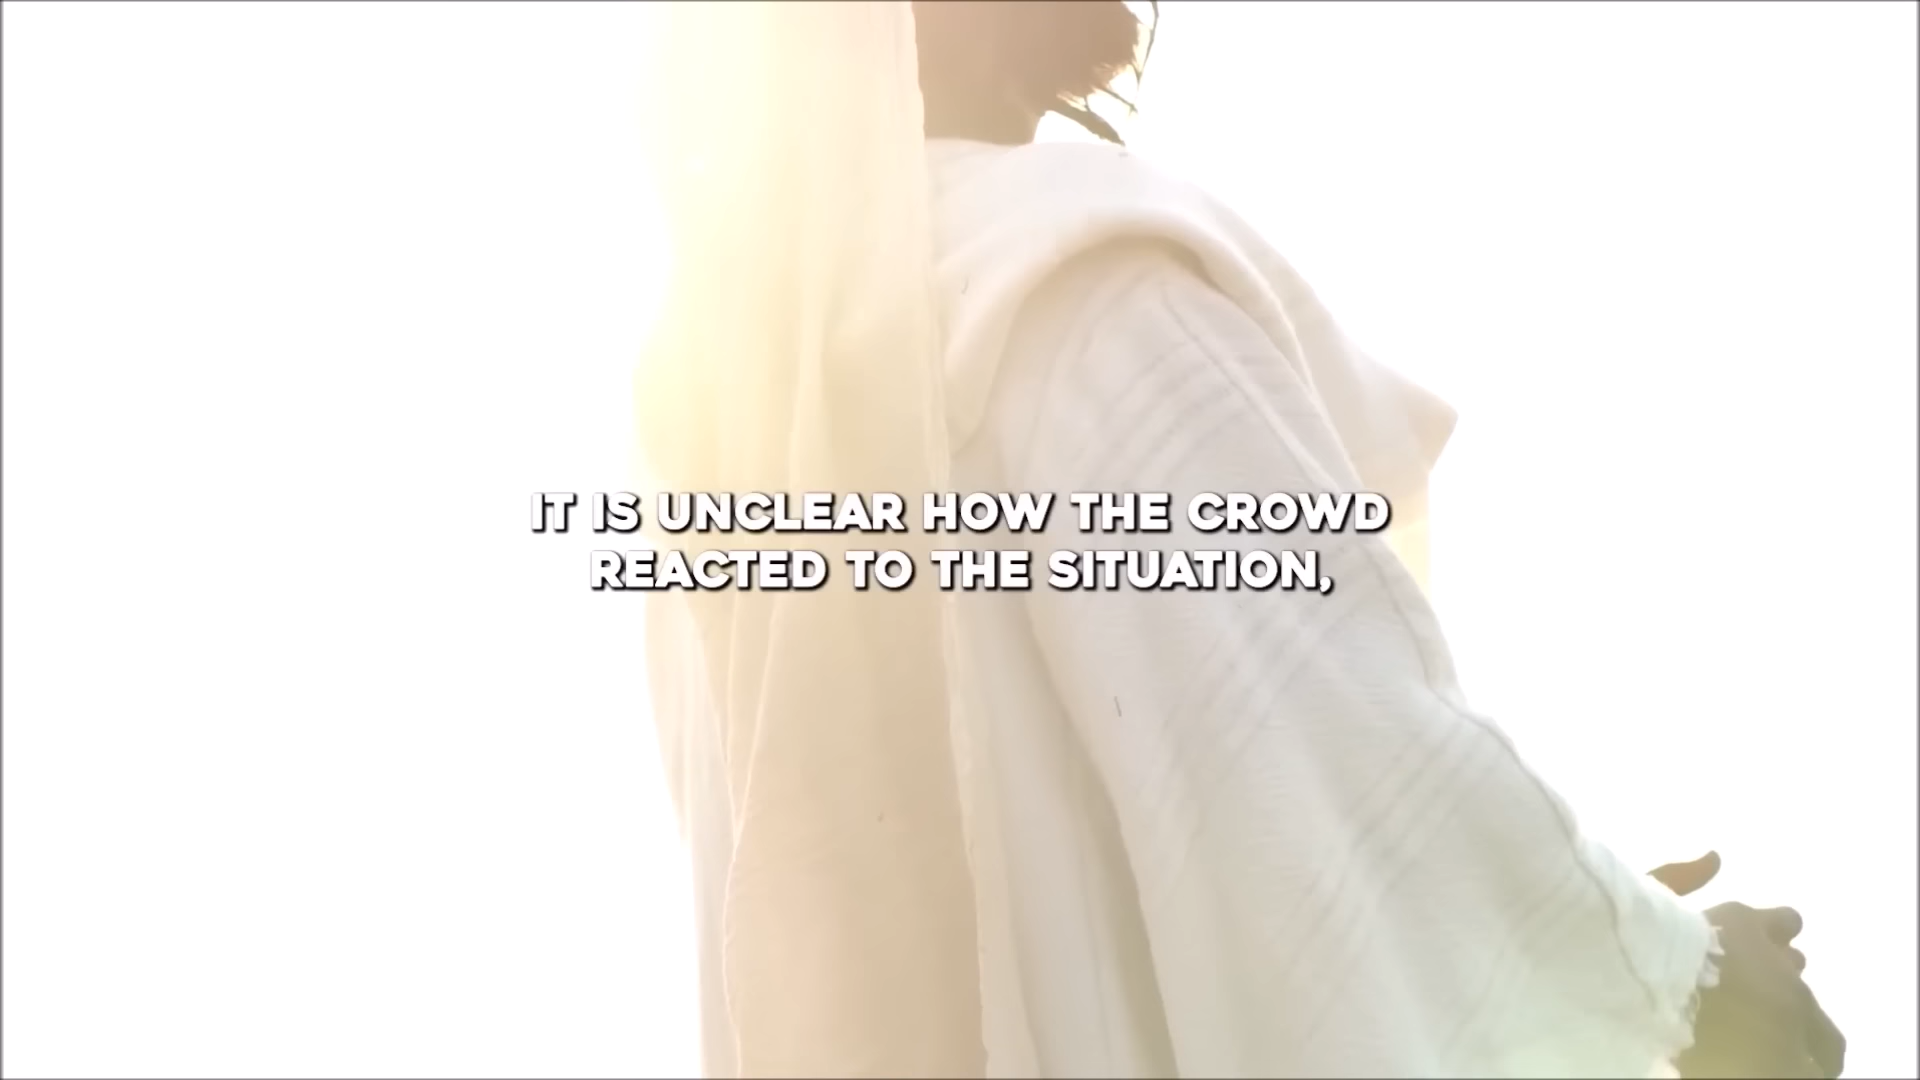 IT IS UNCLEAR HOW THE CROWD
REACTED TO THE SITUATION,